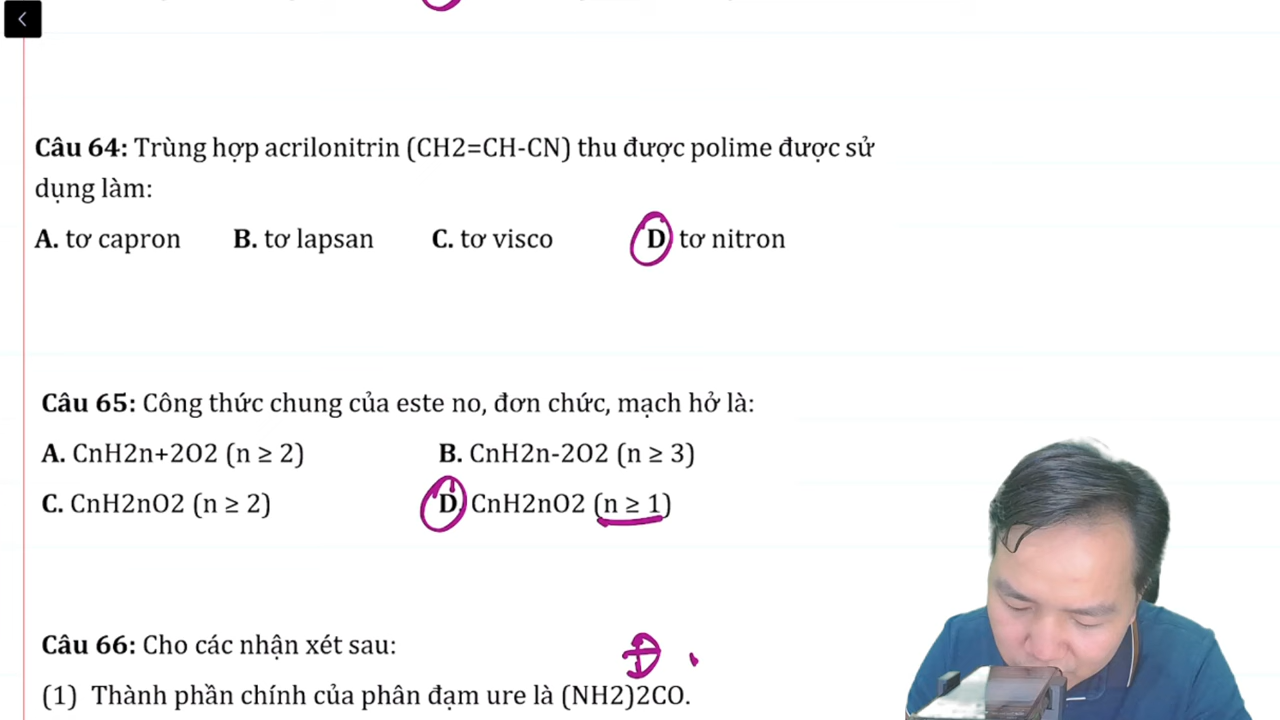 Câu 64: Trùng hợp acrilonitrin (CH2=CH-CN) thu được polime được sử
dụng làm:
A. tơ capron B. tơ lapsan C. tơ visco D tơ nitron
Câu 65: Công thức chung của este no, đơn chức, mạch hở là:
A. CnH2n+2O2 (n ≥ 2) B. CnH2n-2O2 (n ≥ 3)
C. CnH2nO2 (n ≥ 2) D. CnH2nO2 (n ≥ 1)
Câu 66: Cho các nhận xét sau:
Đ
(1) Thành phần chính của phân đạm ure là (NH2)2CO.